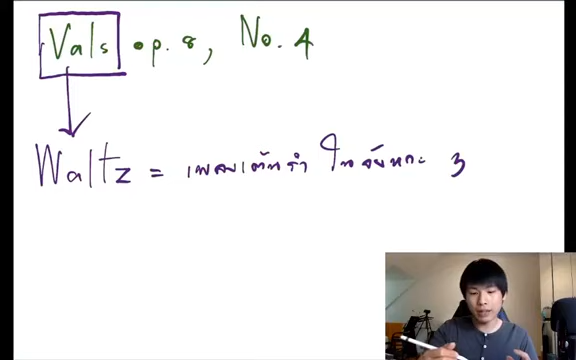 Vals op. 8, No. 4
Waltz = เพลงเต้นรำ ในจังหวะ 3